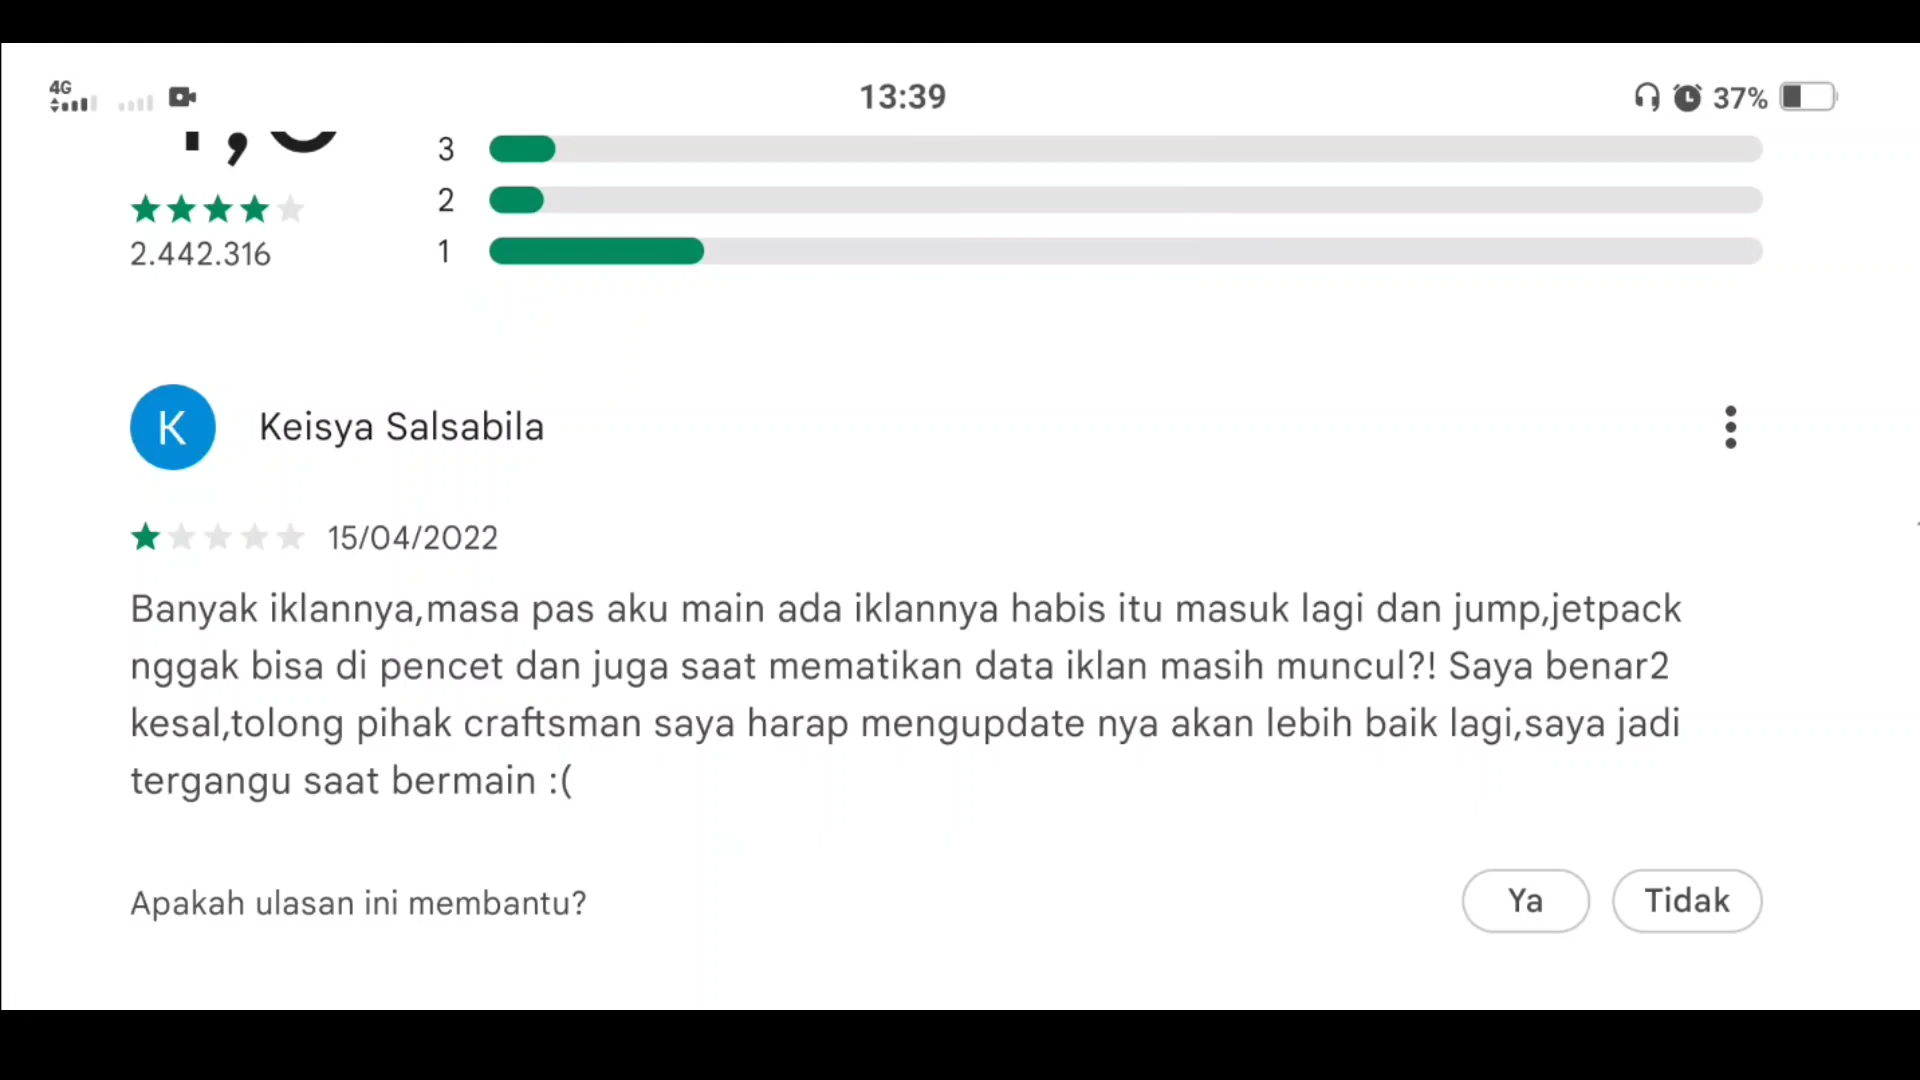 4G
13:39
37%
3
2
2.442.316
1
K
Keisya Salsabila
15/04/2022
Banyak iklannya,masa pas aku main ada iklannya habis itu masuk lagi dan jump,jetpack
nggak bisa di pencet dan juga saat mematikan data iklan masih muncul?! Saya benar2
kesal,tolong pihak craftsman saya harap mengupdate nya akan lebih baik lagi,saya jadi
tergangu saat bermain :(
Apakah ulasan ini membantu?
Ya
Tidak